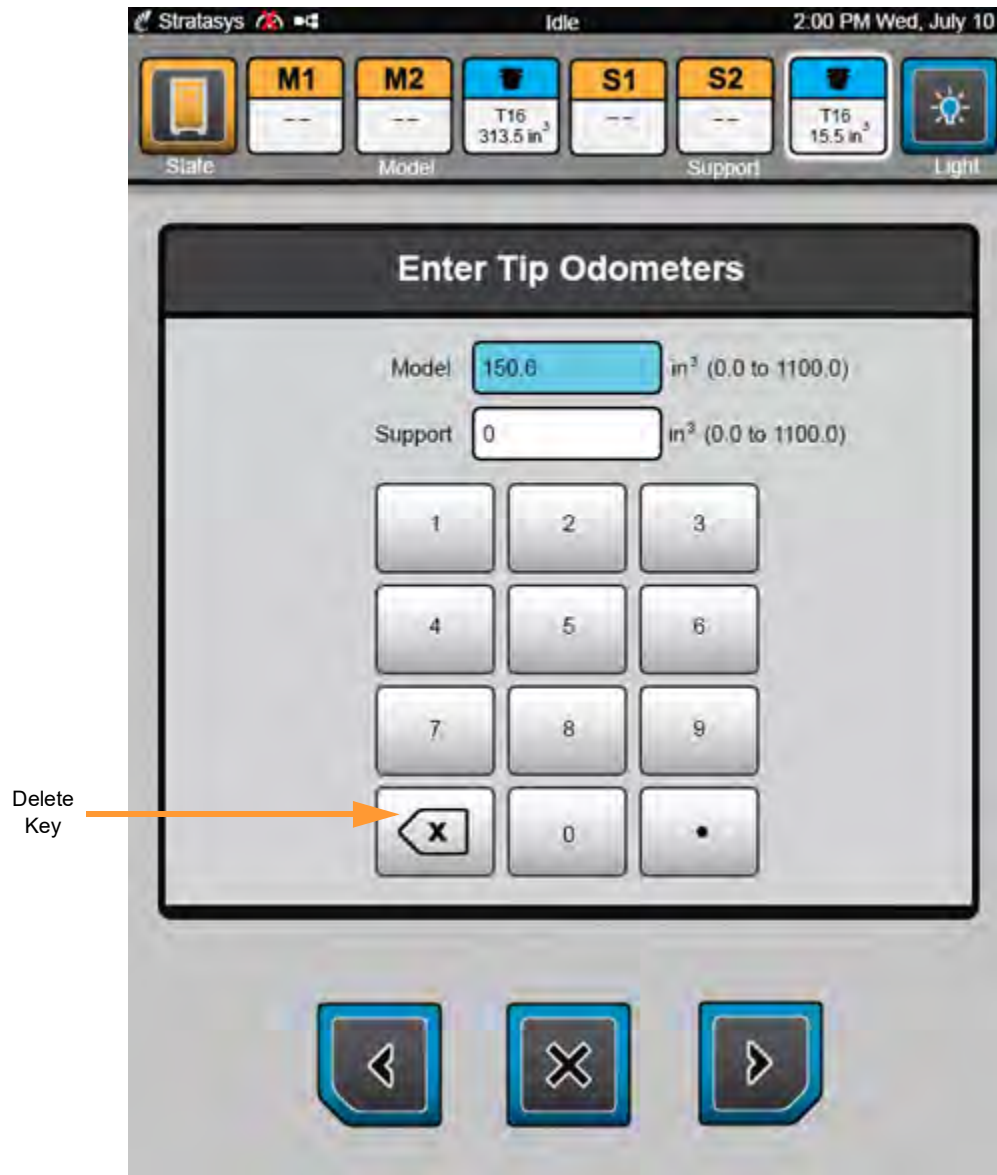 Stratasys Idle 2:00 PM Wed, July 10
M1 M2 S1 S2
-- -- T16 -- -- T16
313.5 in³ 15.5 in³
State Model Support Light
Enter Tip Odometers
Model 150.6 in³ (0.0 to 1100.0)
Support 0 in³ (0.0 to 1100.0)
1 2 3
4 5 6
7 8 9
Delete
Key
X 0 •